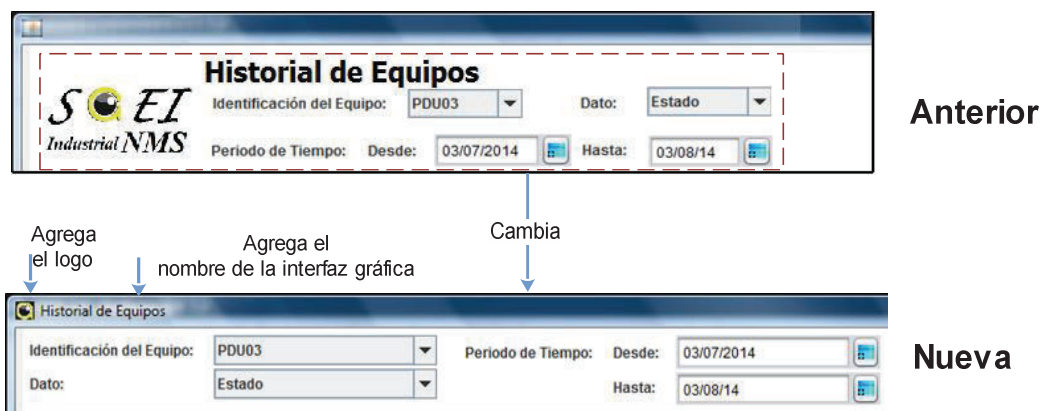 Historial de Equipos
SQEI
Industrial NMS
Identificación del Equipo: PDU03 Dato: Estado
Periodo de Tiempo: Desde: 03/07/2014 Hasta: 03/08/14
Anterior
Agrega
el logo
Agrega el
nombre de la interfaz gráfica
Cambia
Historial de Equipos
Identificación del Equipo: PDU03 Periodo de Tiempo: Desde: 03/07/2014
Dato: Estado Hasta: 03/08/14
Nueva